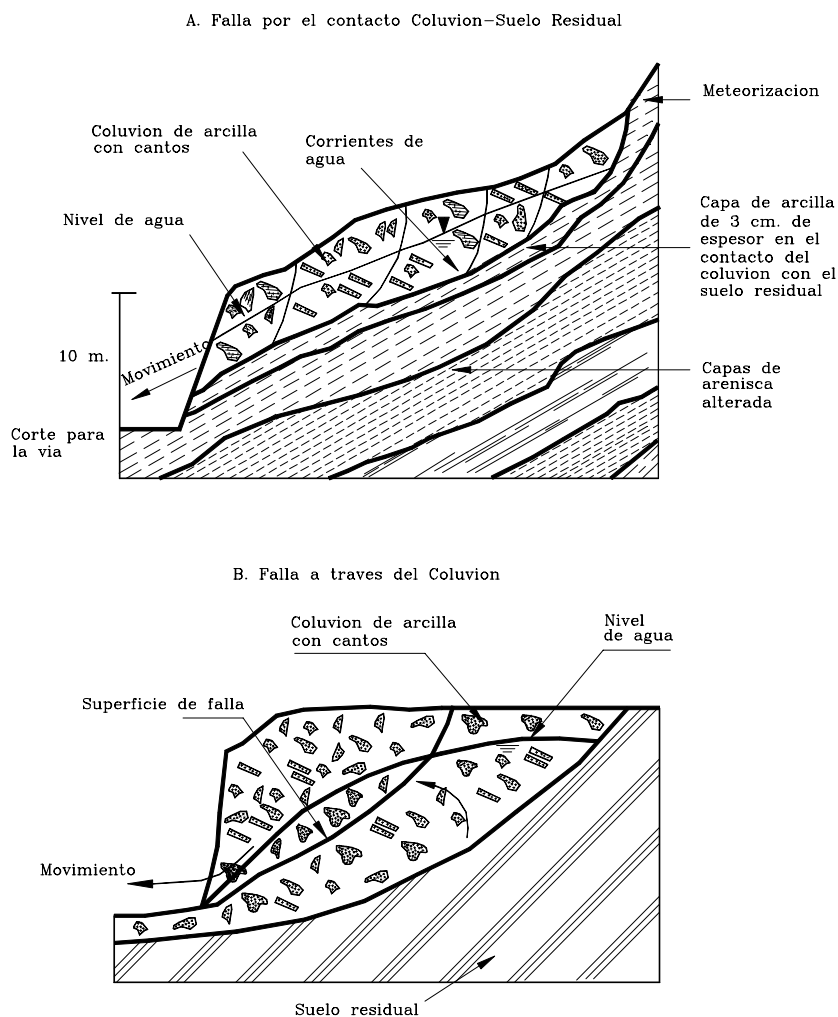 A. Falla por el contacto Coluvion-Suelo Residual
Meteorizacion
Coluvion de arcilla
con cantos
Corrientes de
agua
Nivel de agua
Capa de arcilla
de 3 cm. de
espesor en el
contacto del
coluvion con el
suelo residual
10 m.
Movimiento
Capas de
arenisca
alterada
Corte para
la via
B. Falla a traves del Coluvion
Coluvion de arcilla
con cantos
Nivel
de agua
Superficie de falla
Movimiento
Suelo residual